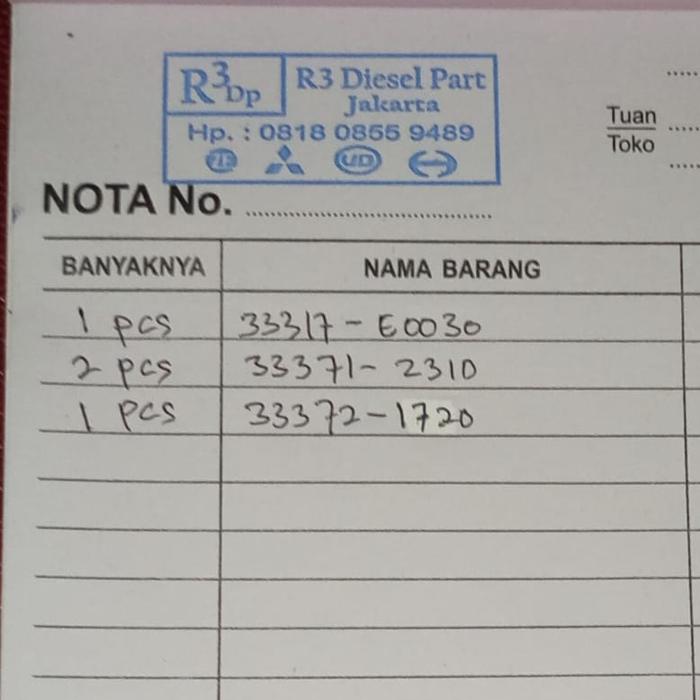 R3Dp
R3 Diesel Part
Jakarta
Hp. : 0818 0855 9489
UD
Tuan
Toko
NOTA No.
BANYAKNYA NAMA BARANG
1 pcs 33317 - E0030
2 pcs 33371 - 2310
1 pcs 33372 - 1720